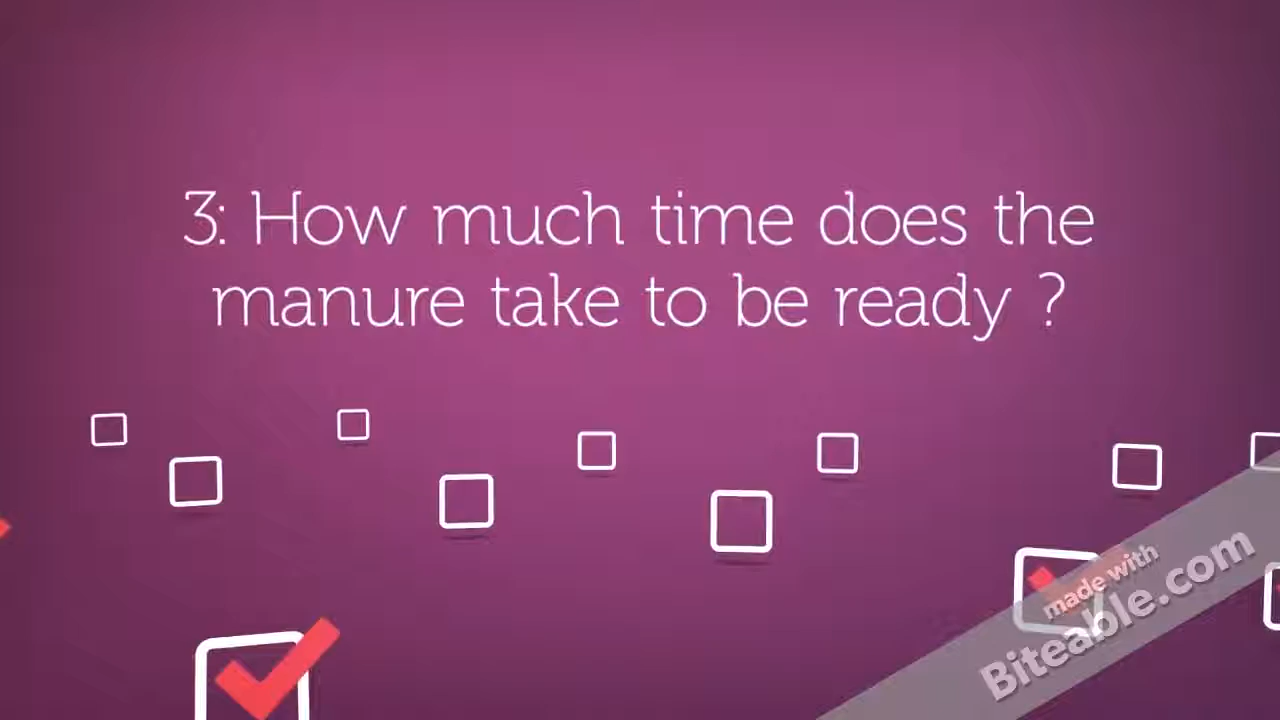 3: How much time does the
manure take to be ready ?
made with
Biteable.com